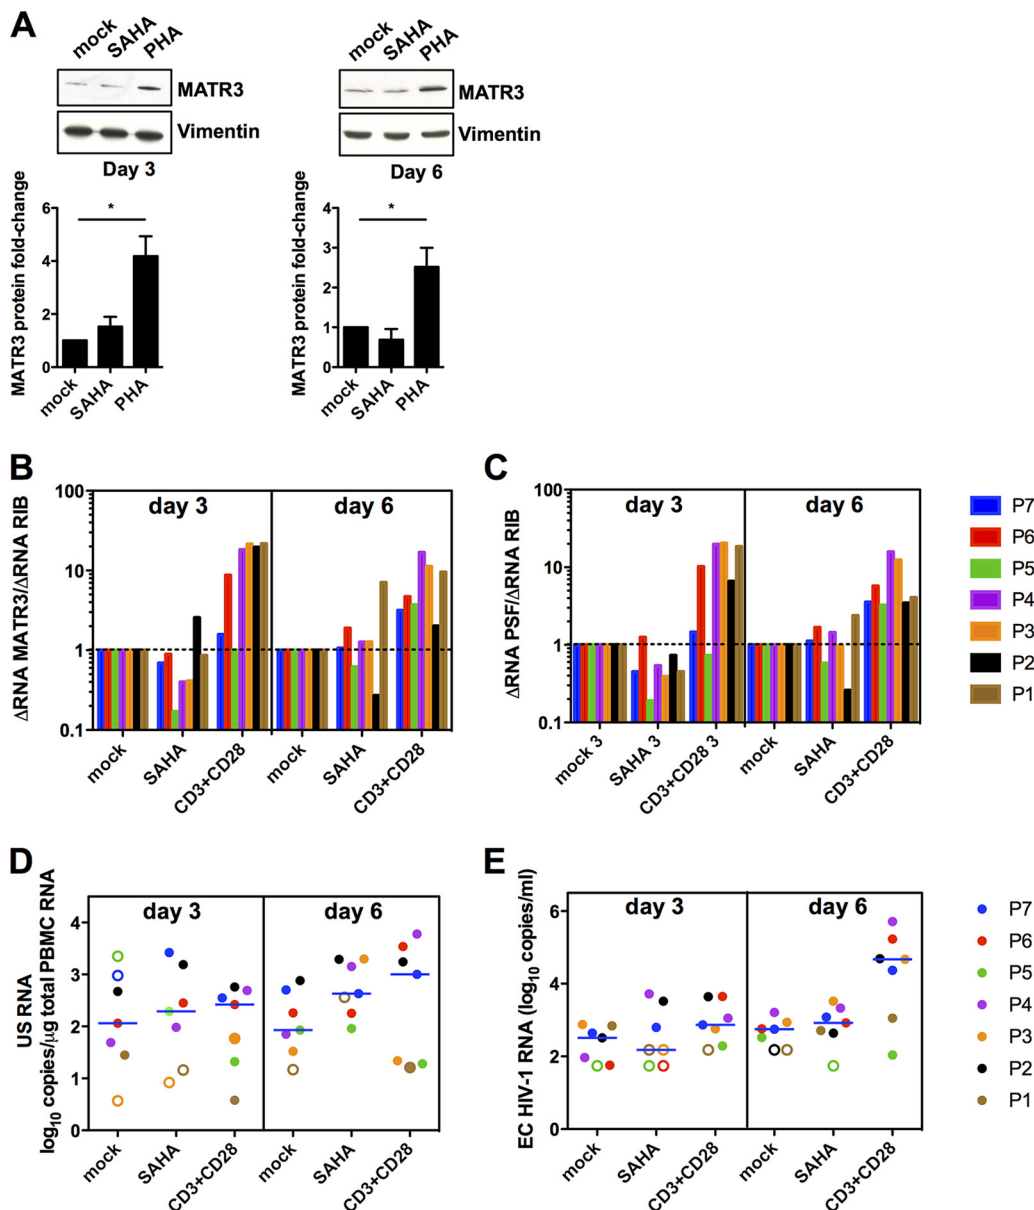 A
mock
SAHA
PHA
MATR3
Vimentin
Day 3
mock
SAHA
PHA
MATR3
Vimentin
Day 6
MATR3 protein fold-change
6
4
2
0
*
mock
SAHA
PHA
MATR3 protein fold-change
4
3
2
1
0
*
mock
SAHA
PHA
B
ΔRNA MATR3/ΔRNA RIB
100
10
1
0.1
day 3
day 6
mock
SAHA
CD3+CD28
mock
SAHA
CD3+CD28
C
ΔRNA PSF/ΔRNA RIB
100
10
1
0.1
day 3
day 6
mock 3
SAHA 3
CD3+CD28 3
mock
SAHA
CD3+CD28
P7
P6
P5
P4
P3
P2
P1
D
US RNA
log10 copies/µg total PBMC RNA
4
3
2
1
0
day 3
day 6
mock
SAHA
CD3+CD28
mock
SAHA
CD3+CD28
E
EC HIV-1 RNA (log10 copies/ml)
6
4
2
0
day 3
day 6
mock
SAHA
CD3+CD28
mock
SAHA
CD3+CD28
P7
P6
P5
P4
P3
P2
P1